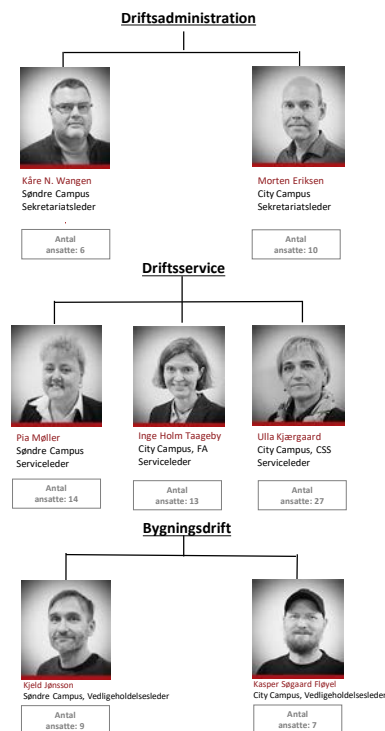 Driftsadministration
Kåre N. Wangen
Søndre Campus
Sekretariatsleder
.
Antal
ansatte: 6
Morten Eriksen
City Campus
Sekretariatsleder
Antal
ansatte: 10
Driftsservice
Pia Møller
Søndre Campus
Serviceleder
Antal
ansatte: 14
Inge Holm Taageby
City Campus, FA
Serviceleder
Antal
ansatte: 13
Ulla Kjærgaard
City Campus, CSS
Serviceleder
Antal
ansatte: 27
Bygningsdrift
Kjeld Jønsson
Søndre Campus, Vedligeholdelsesleder
Antal
ansatte: 9
Kasper Søgaard Fløyel
City Campus, Vedligeholdelsesleder
Antal
ansatte: 7